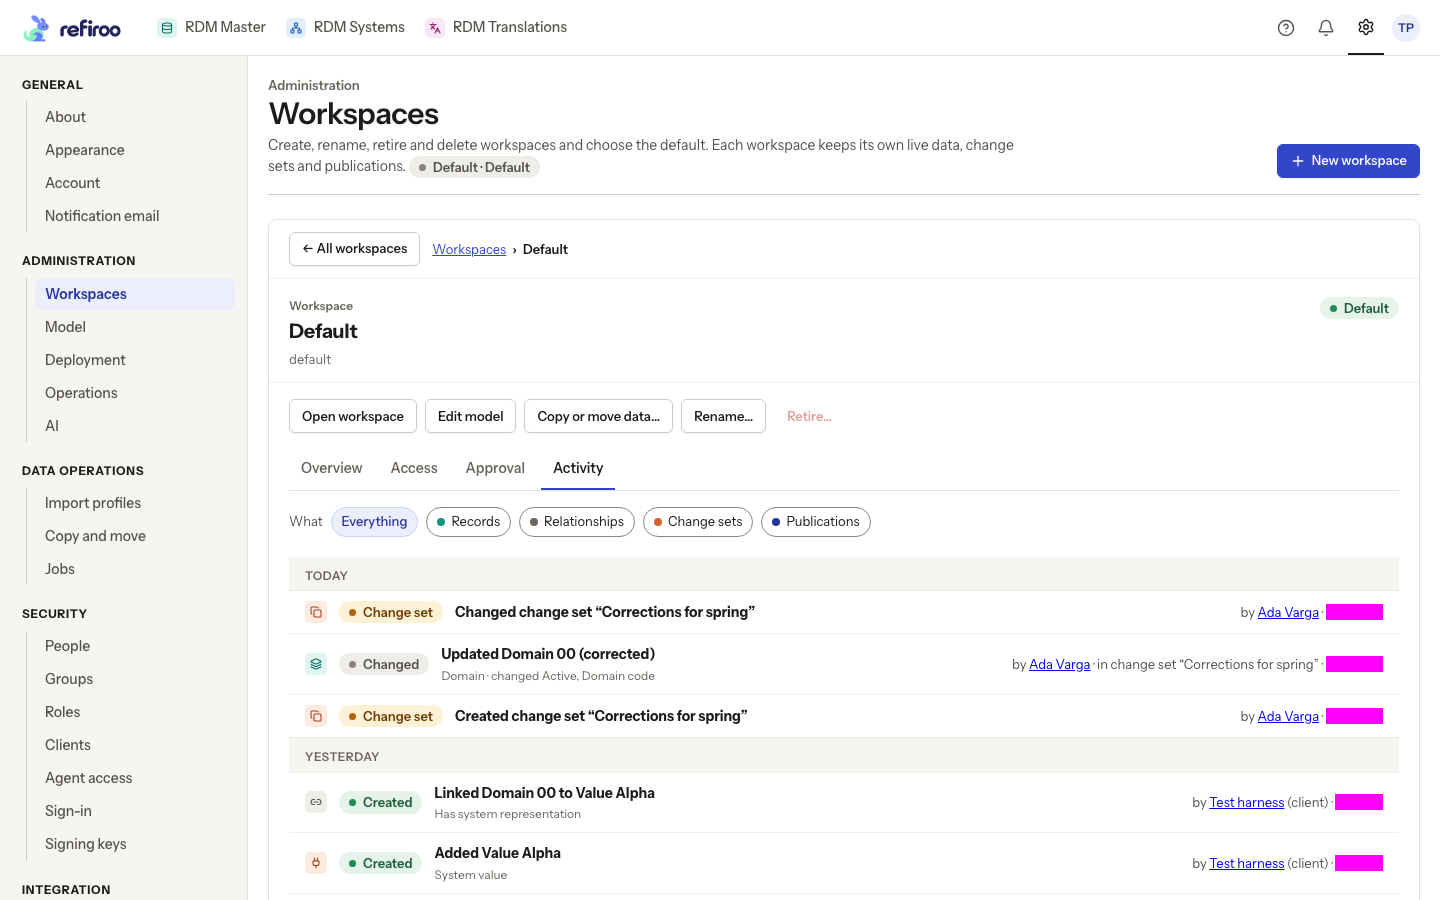 refiroo
RDM Master
RDM Systems
RDM Translations
TP
GENERAL
About
Appearance
Account
Notification email
ADMINISTRATION
Workspaces
Model
Deployment
Operations
AI
DATA OPERATIONS
Import profiles
Copy and move
Jobs
SECURITY
People
Groups
Roles
Clients
Agent access
Sign-in
Signing keys
INTEGRATION
Administration
Workspaces
Create, rename, retire and delete workspaces and choose the default. Each workspace keeps its own live data, change
sets and publications. Default · Default
+ New workspace
← All workspaces
Workspaces › Default
Workspace
Default
default
Default
Open workspace
Edit model
Copy or move data...
Rename...
Retire...
Overview
Access
Approval
Activity
What
Everything
Records
Relationships
Change sets
Publications
TODAY
Change set Changed change set “Corrections for spring” by Ada Varga ·
Changed Updated Domain 00 (corrected)
Domain · changed Active, Domain code
by Ada Varga · in change set “Corrections for spring” ·
Change set Created change set “Corrections for spring” by Ada Varga ·
YESTERDAY
Created Linked Domain 00 to Value Alpha
Has system representation
by Test harness (client) ·
Created Added Value Alpha
System value
by Test harness (client) ·